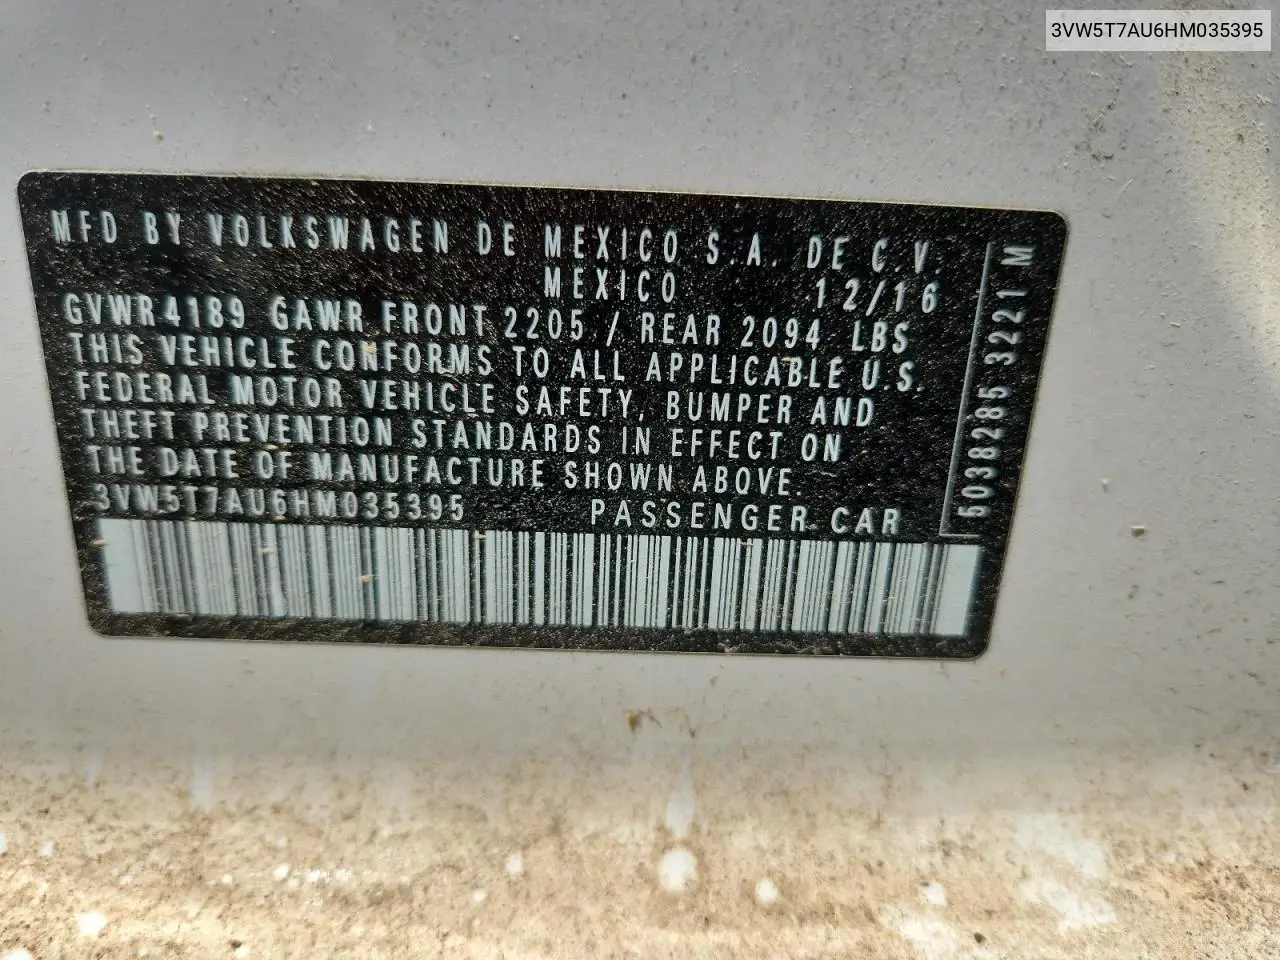 3VW5T7AU6HM035395
MFD BY VOLKSWAGEN DE MEXICO S.A. DE C.V.
MEXICO 12/16
GVWR4189 GAWR FRONT 2205 / REAR 2094 LBS
THIS VEHICLE CONFORMS TO ALL APPLICABLE U.S.
FEDERAL MOTOR VEHICLE SAFETY, BUMPER AND
THEFT PREVENTION STANDARDS IN EFFECT ON
THE DATE OF MANUFACTURE SHOWN ABOVE.
3VW5T7AU6HM035395 PASSENGER CAR
5038285 3221 M